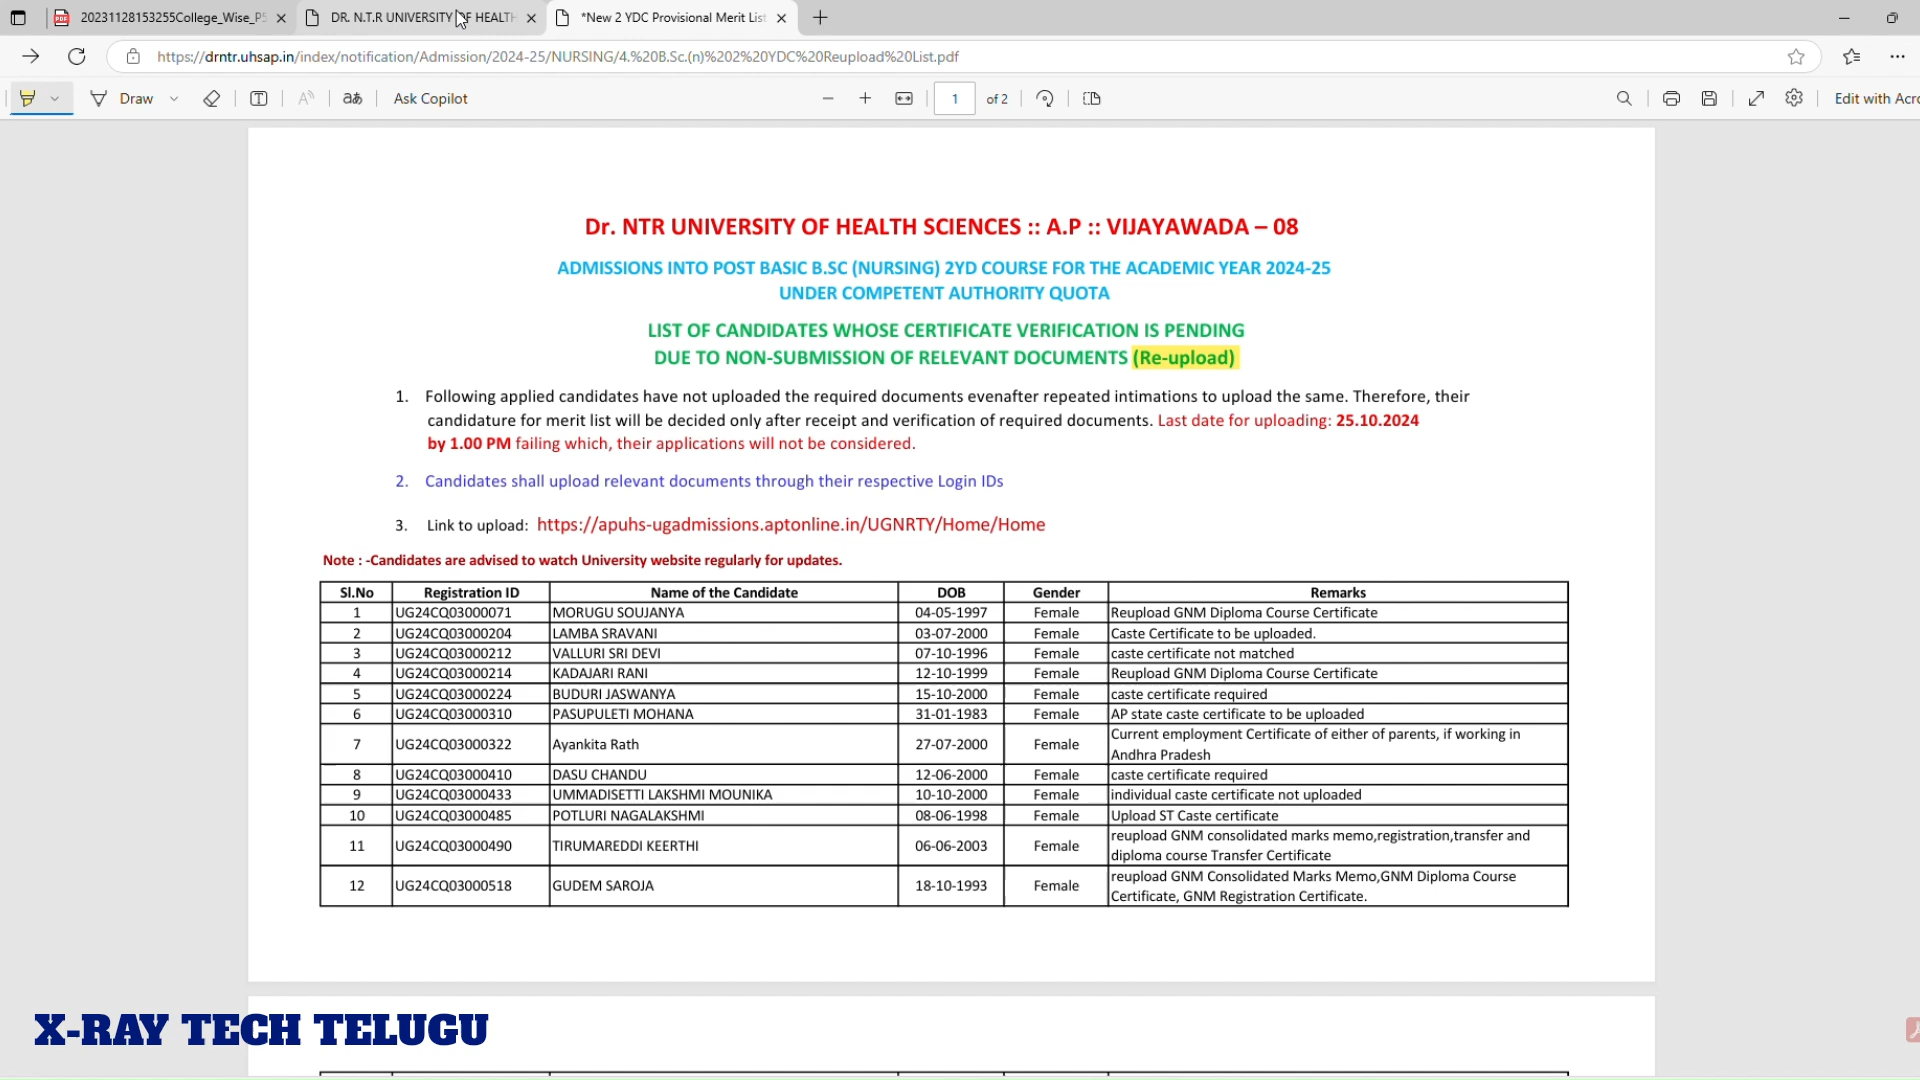 20231128153255College_Wise_PS
DR. N.T.R UNIVERSITY OF HEALTH
*New 2 YDC Provisional Merit List
https://drntr.uhsap.in/index/notification/Admission/2024-25/NURSING/4.%20B.Sc.(n)%202%20YDC%20Reupload%20List.pdf
Draw
Ask Copilot
1 of 2
Edit with Acro
Dr. NTR UNIVERSITY OF HEALTH SCIENCES :: A.P :: VIJAYAWADA – 08
ADMISSIONS INTO POST BASIC B.SC (NURSING) 2YD COURSE FOR THE ACADEMIC YEAR 2024-25
UNDER COMPETENT AUTHORITY QUOTA
LIST OF CANDIDATES WHOSE CERTIFICATE VERIFICATION IS PENDING
DUE TO NON-SUBMISSION OF RELEVANT DOCUMENTS (Re-upload)
1. Following applied candidates have not uploaded the required documents evenafter repeated intimations to upload the same. Therefore, their
candidature for merit list will be decided only after receipt and verification of required documents. Last date for uploading: 25.10.2024
by 1.00 PM failing which, their applications will not be considered.
2. Candidates shall upload relevant documents through their respective Login IDs
3. Link to upload: https://apuhs-ugadmissions.aptonline.in/UGNRTY/Home/Home
Note : -Candidates are advised to watch University website regularly for updates.
Sl.No Registration ID Name of the Candidate DOB Gender Remarks
1 UG24CQ03000071 MORUGU SOUJANYA 04-05-1997 Female Reupload GNM Diploma Course Certificate
2 UG24CQ03000204 LAMBA SRAVANI 03-07-2000 Female Caste Certificate to be uploaded.
3 UG24CQ03000212 VALLURI SRI DEVI 07-10-1996 Female caste certificate not matched
4 UG24CQ03000214 KADAJARI RANI 12-10-1999 Female Reupload GNM Diploma Course Certificate
5 UG24CQ03000224 BUDURI JASWANYA 15-10-2000 Female caste certificate required
6 UG24CQ03000310 PASUPULETI MOHANA 31-01-1983 Female AP state caste certificate to be uploaded
7 UG24CQ03000322 Ayankita Rath 27-07-2000 Female Current employment Certificate of either of parents, if working in
Andhra Pradesh
8 UG24CQ03000410 DASU CHANDU 12-06-2000 Female caste certificate required
9 UG24CQ03000433 UMMADISETTI LAKSHMI MOUNIKA 10-10-2000 Female individual caste certificate not uploaded
10 UG24CQ03000485 POTLURI NAGALAKSHMI 08-06-1998 Female Upload ST Caste certificate
11 UG24CQ03000490 TIRUMAREDDI KEERTHI 06-06-2003 Female reupload GNM consolidated marks memo,registration,transfer and
diploma course Transfer Certificate
12 UG24CQ03000518 GUDEM SAROJA 18-10-1993 Female reupload GNM Consolidated Marks Memo,GNM Diploma Course
Certificate, GNM Registration Certificate.
X-RAY TECH TELUGU